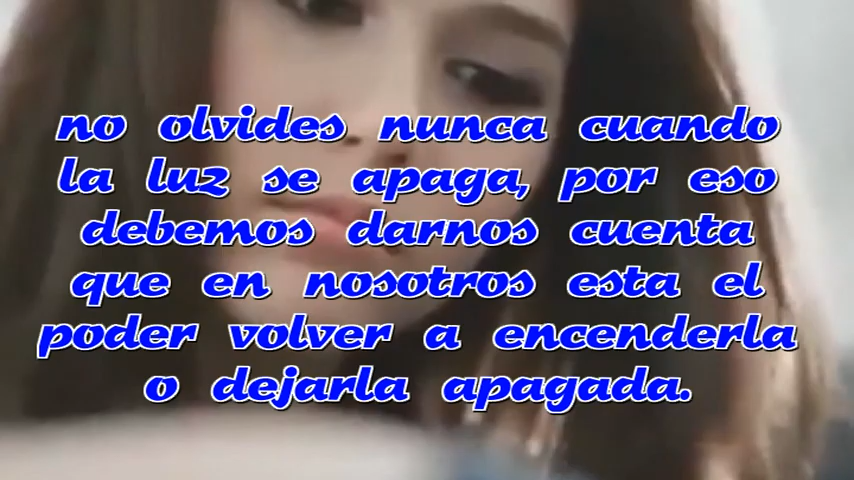 no olvides nunca cuando
la luz se apaga, por eso
debemos darnos cuenta
que en nosotros esta el
poder volver a encenderla
o dejarla apagada.